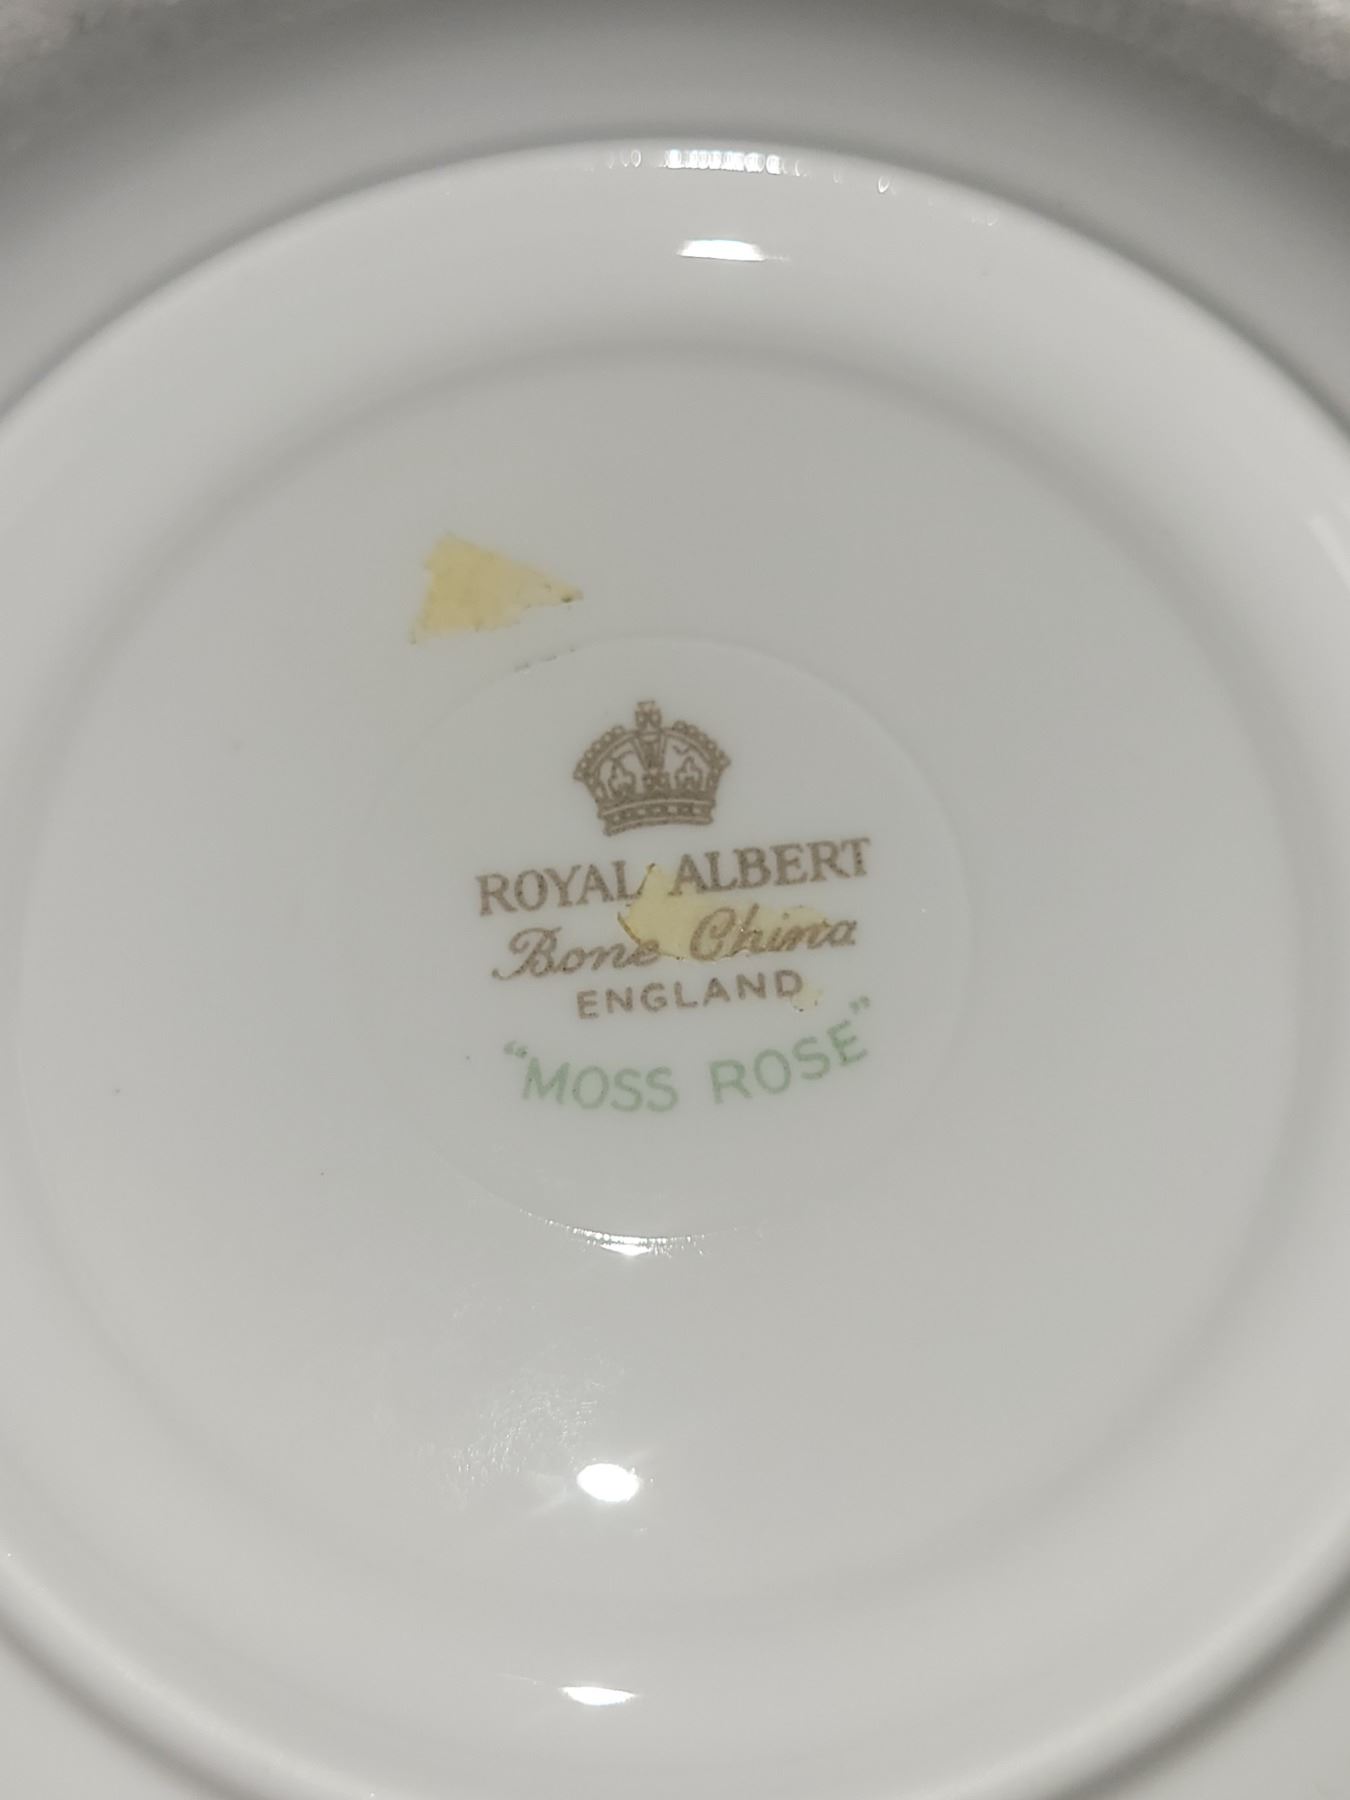 ROYAL ALBERT
Bone China
ENGLAND
"MOSS ROSE"